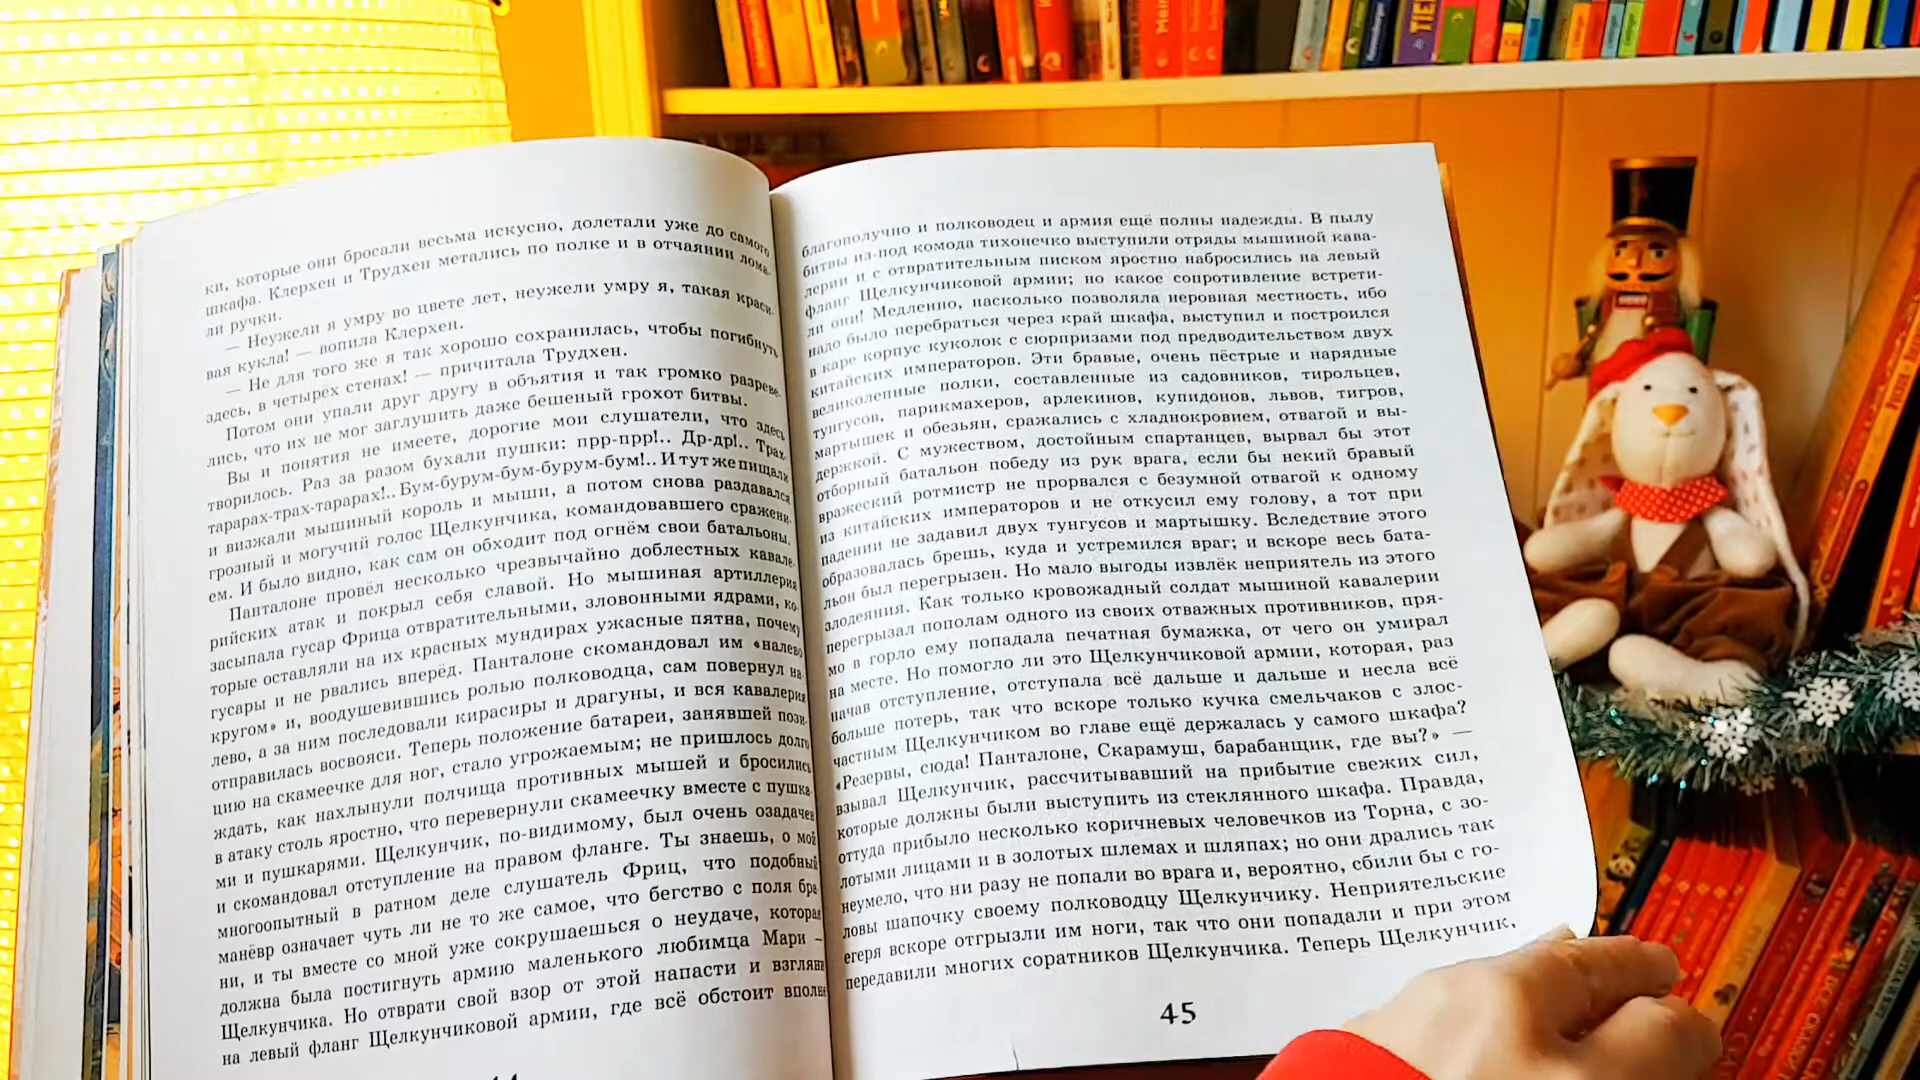 ки, которые они бросали весьма искусно, долетали уже до самого
шкафа. Клерхен и Трудхен метались по полке и в отчаянии лома-
ли ручки.
— Неужели я умру во цвете лет, неужели умру я, такая краси-
вая кукла! — вопила Клерхен.
— Не для того же я так хорошо сохранилась, чтобы погибнуть
здесь, в четырёх стенах! — причитала Трудхен.
Потом они упали друг другу в объятия и так громко разреве-
лись, что их не мог заглушить даже бешеный грохот битвы.
Вы и понятия не имеете, дорогие мои слушатели, что здесь
творилось. Раз за разом бухали пушки: прр-прр!.. Др-др!.. Трах-
тарарах-трах-тарарах!.. Бум-бурум-бум-бурум-бум!.. И тут же пищали
и визжали мышиный король и мыши, а потом снова раздавался
грозный и могучий голос Щелкунчика, командовавшего сражени-
ем. И было видно, как сам он обходит под огнём свои батальоны.
Панталоне провёл несколько чрезвычайно доблестных кавале-
рийских атак и покрыл себя славой. Но мышиная артиллерия
засыпала гусар Фрица отвратительными, зловонными ядрами, ко-
торые оставляли на их красных мундирах ужасные пятна, почему
гусары и не рвались вперёд. Панталоне скомандовал им «налево
кругом» и, воодушевившись ролью полководца, сам повернул на-
лево, а за ним последовали кирасиры и драгуны, и вся кавалерия
отправилась восвояси. Теперь положение батареи, занявшей пози-
цию на скамеечке для ног, стало угрожаемым; не пришлось долго
ждать, как нахлынули полчища противных мышей и бросились
в атаку столь яростно, что перевернули скамеечку вместе с пушка-
ми и пушкарями. Щелкунчик, по-видимому, был очень озадачен
и скомандовал отступление на правом фланге. Ты знаешь, о мой
многоопытный в ратном деле слушатель Фриц, что подобный
манёвр означает чуть ли не то же самое, что бегство с поля бра-
ни, и ты вместе со мной уже сокрушаешься о неудаче, которая
должна была постигнуть армию маленького любимца Мари –
Щелкунчика. Но отврати свой взор от этой напасти и взгляни
на левый фланг Щелкунчиковой армии, где всё обстоит вполне
благополучно и полководец и армия ещё полны надежды. В пылу
битвы из-под комода тихонечко выступили отряды мышиной кава-
лерии и с отвратительным писком яростно набросились на левый
фланг Щелкунчиковой армии; но какое сопротивление встрети-
ли они! Медленно, насколько позволяла неровная местность, ибо
надо было перебраться через край шкафа, выступил и построился
в каре корпус куколок с сюрпризами под предводительством двух
китайских императоров. Эти бравые, очень пёстрые и нарядные
великолепные полки, составленные из садовников, тирольцев,
тунгусов, парикмахеров, арлекинов, купидонов, львов, тигров,
мартышек и обезьян, сражались с хладнокровием, отвагой и вы-
держкой. С мужеством, достойным спартанцев, вырвал бы этот
отборный батальон победу из рук врага, если бы некий бравый
вражеский ротмистр не прорвался с безумной отвагой к одному
из китайских императоров и не откусил ему голову, а тот при
падении не задавил двух тунгусов и мартышку. Вследствие этого
образовалась брешь, куда и устремился враг; и вскоре весь бата-
льон был перегрызен. Но мало выгоды извлёк неприятель из этого
злодеяния. Как только кровожадный солдат мышиной кавалерии
перегрызал пополам одного из своих отважных противников, пря-
мо в горло ему попадала печатная бумажка, от чего он умирал
на месте. Но помогло ли это Щелкунчиковой армии, которая, раз
начав отступление, отступала всё дальше и дальше и несла всё
больше потерь, так что вскоре только кучка смельчаков с злос-
частным Щелкунчиком во главе ещё держалась у самого шкафа?
«Резервы, сюда! Панталоне, Скарамуш, барабанщик, где вы?» —
взывал Щелкунчик, рассчитывавший на прибытие свежих сил,
которые должны были выступить из стеклянного шкафа. Правда,
оттуда прибыло несколько коричневых человечков из Торна, с зо-
лотыми лицами и в золотых шлемах и шляпах; но они дрались так
неумело, что ни разу не попали во врага и, вероятно, сбили бы с го-
ловы шапочку своему полководцу Щелкунчику. Неприятельские
егеря вскоре отгрызли им ноги, так что они попадали и при этом
передавили многих соратников Щелкунчика. Теперь Щелкунчик,
45